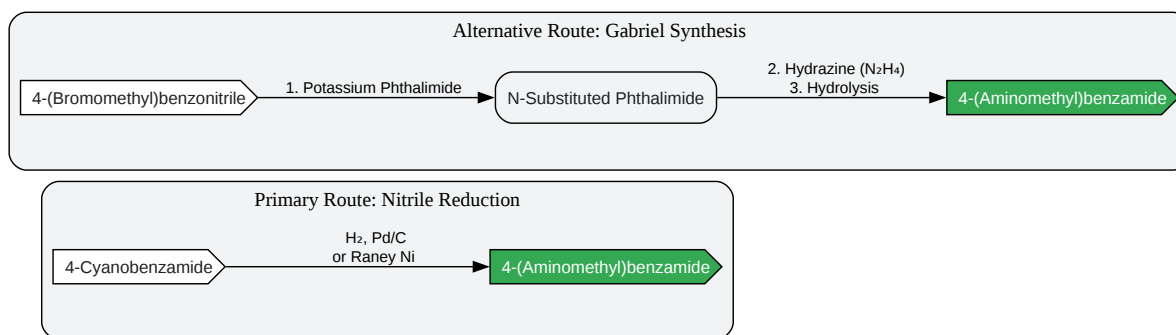 Alternative Route: Gabriel Synthesis
4-(Bromomethyl)benzonitrile
1. Potassium Phthalimide
N-Substituted Phthalimide
2. Hydrazine (N₂H₄)
3. Hydrolysis
4-(Aminomethyl)benzamide
Primary Route: Nitrile Reduction
4-Cyanobenzamide
H₂, Pd/C
or Raney Ni
4-(Aminomethyl)benzamide